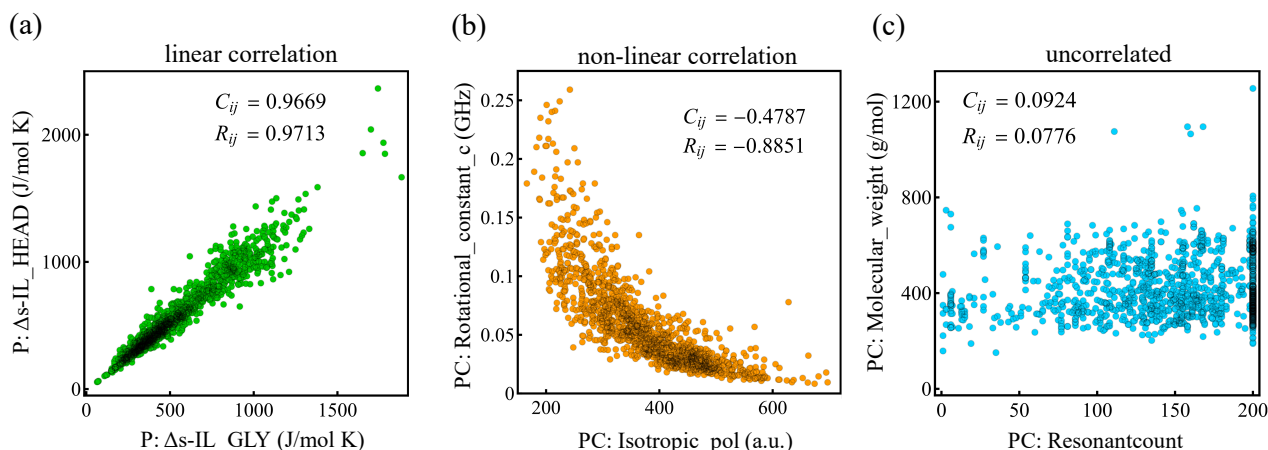 (a)
linear correlation
C_ij = 0.9669
R_ij = 0.9713
P: Δs-IL_HEAD (J/mol K)
2000
1000
0
0 500 1000 1500
P: Δs-IL_GLY (J/mol K)
(b)
non-linear correlation
C_ij = −0.4787
R_ij = −0.8851
PC: Rotational_constant_c (GHz)
0.25
0.2
0.15
0.1
0.05
0
200 400 600
PC: Isotropic_pol (a.u.)
(c)
uncorrelated
C_ij = 0.0924
R_ij = 0.0776
PC: Molecular_weight (g/mol)
1200
800
400
0
0 50 100 150 200
PC: Resonantcount